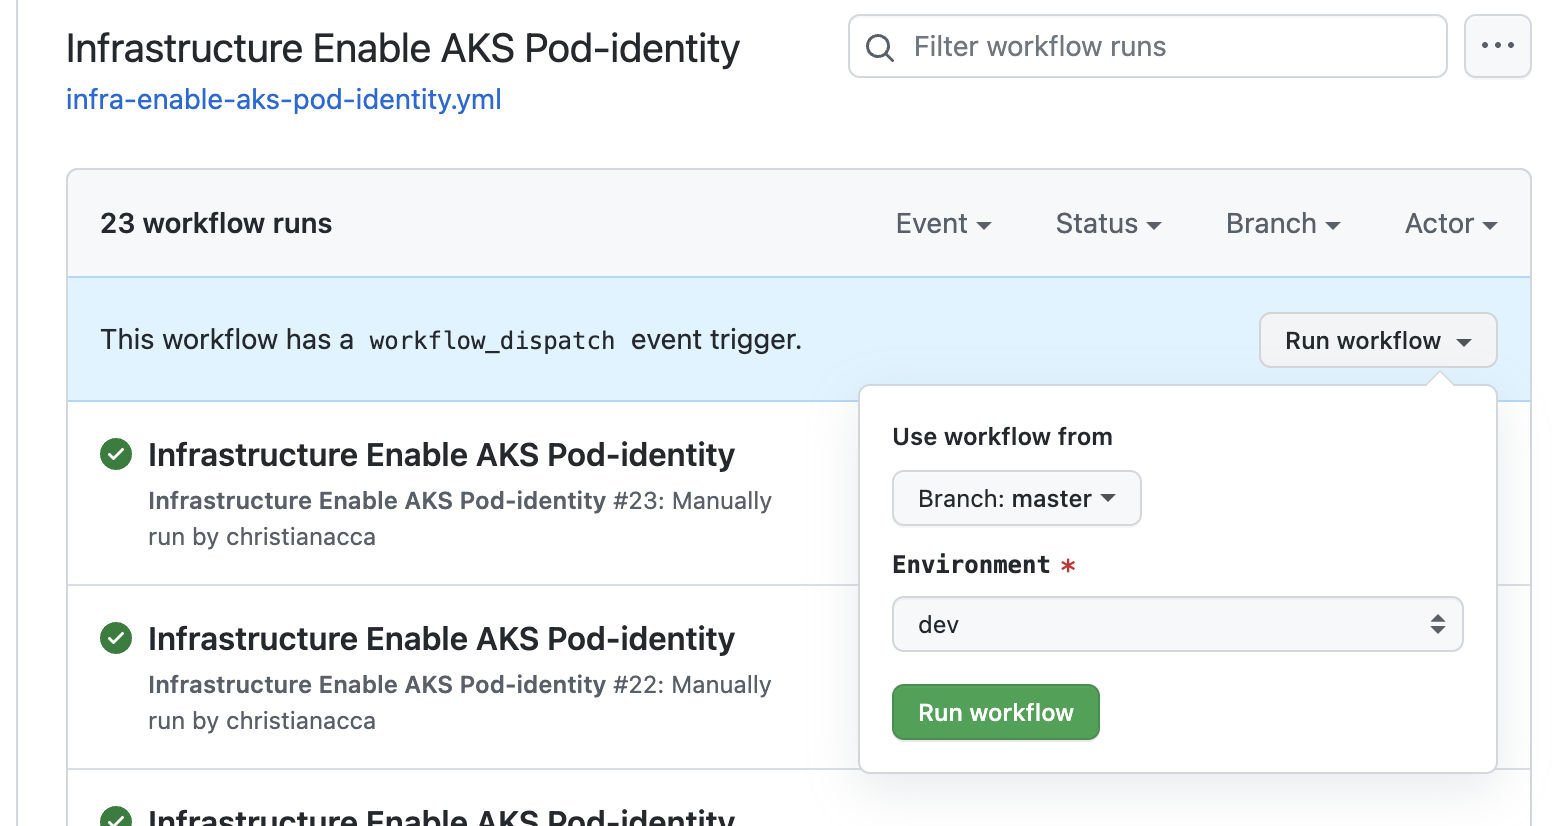 Infrastructure Enable AKS Pod-identity
Filter workflow runs
infra-enable-aks-pod-identity.yml
23 workflow runs
Event
Status
Branch
Actor
This workflow has a workflow_dispatch event trigger.
Run workflow
Use workflow from
Branch: master
Environment *
dev
Run workflow
Infrastructure Enable AKS Pod-identity
Infrastructure Enable AKS Pod-identity #23: Manually
run by christianacca
Infrastructure Enable AKS Pod-identity
Infrastructure Enable AKS Pod-identity #22: Manually
run by christianacca
Infrastructure Enable AKS Pod-identity